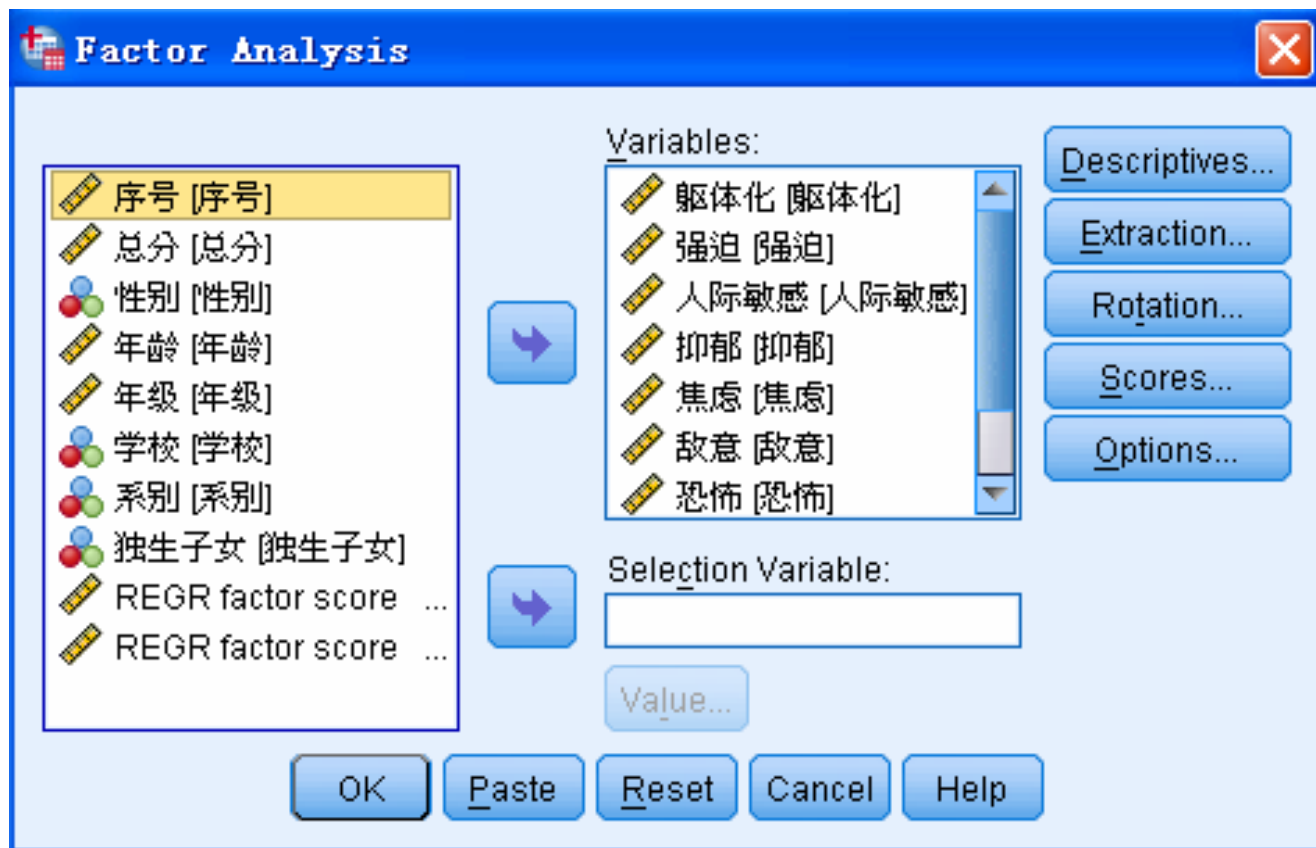 Factor Analysis
序号 [序号]
总分 [总分]
性别 [性别]
年龄 [年龄]
年级 [年级]
学校 [学校]
系别 [系别]
独生子女 [独生子女]
REGR factor score ...
REGR factor score ...
Variables:
躯体化 [躯体化]
强迫 [强迫]
人际敏感 [人际敏感]
抑郁 [抑郁]
焦虑 [焦虑]
敌意 [敌意]
恐怖 [恐怖]
Selection Variable:
Value...
Descriptives...
Extraction...
Rotation...
Scores...
Options...
OK
Paste
Reset
Cancel
Help